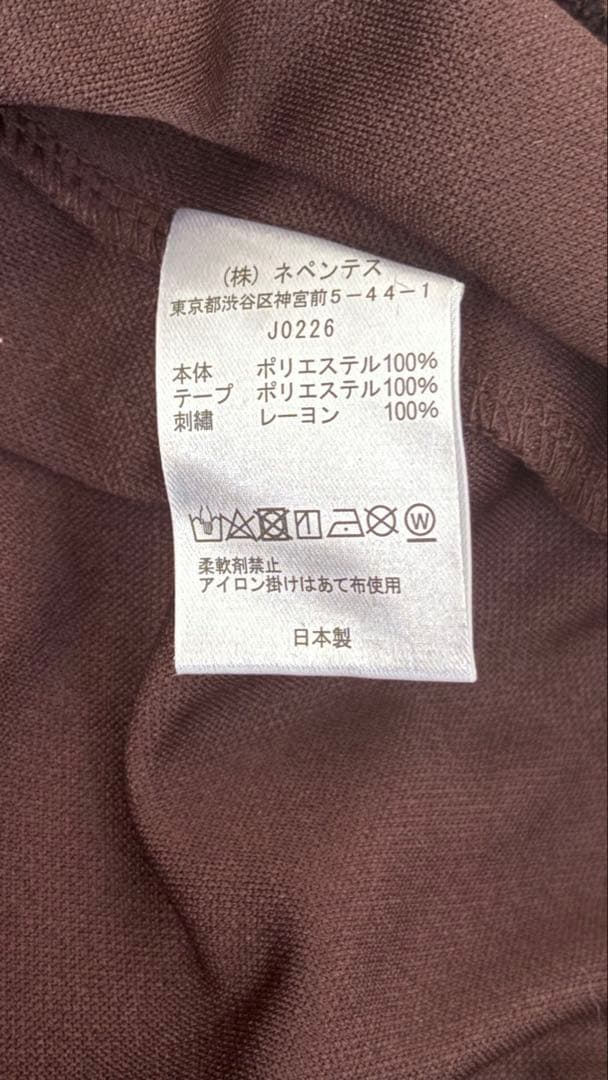 (株) ネペンテス
東京都渋谷区神宮前5-44-1
J0226
本体 ポリエステル100%
テープ ポリエステル100%
刺繍 レーヨン 100%
W
柔軟剤禁止
アイロン掛けはあて布使用
日本製